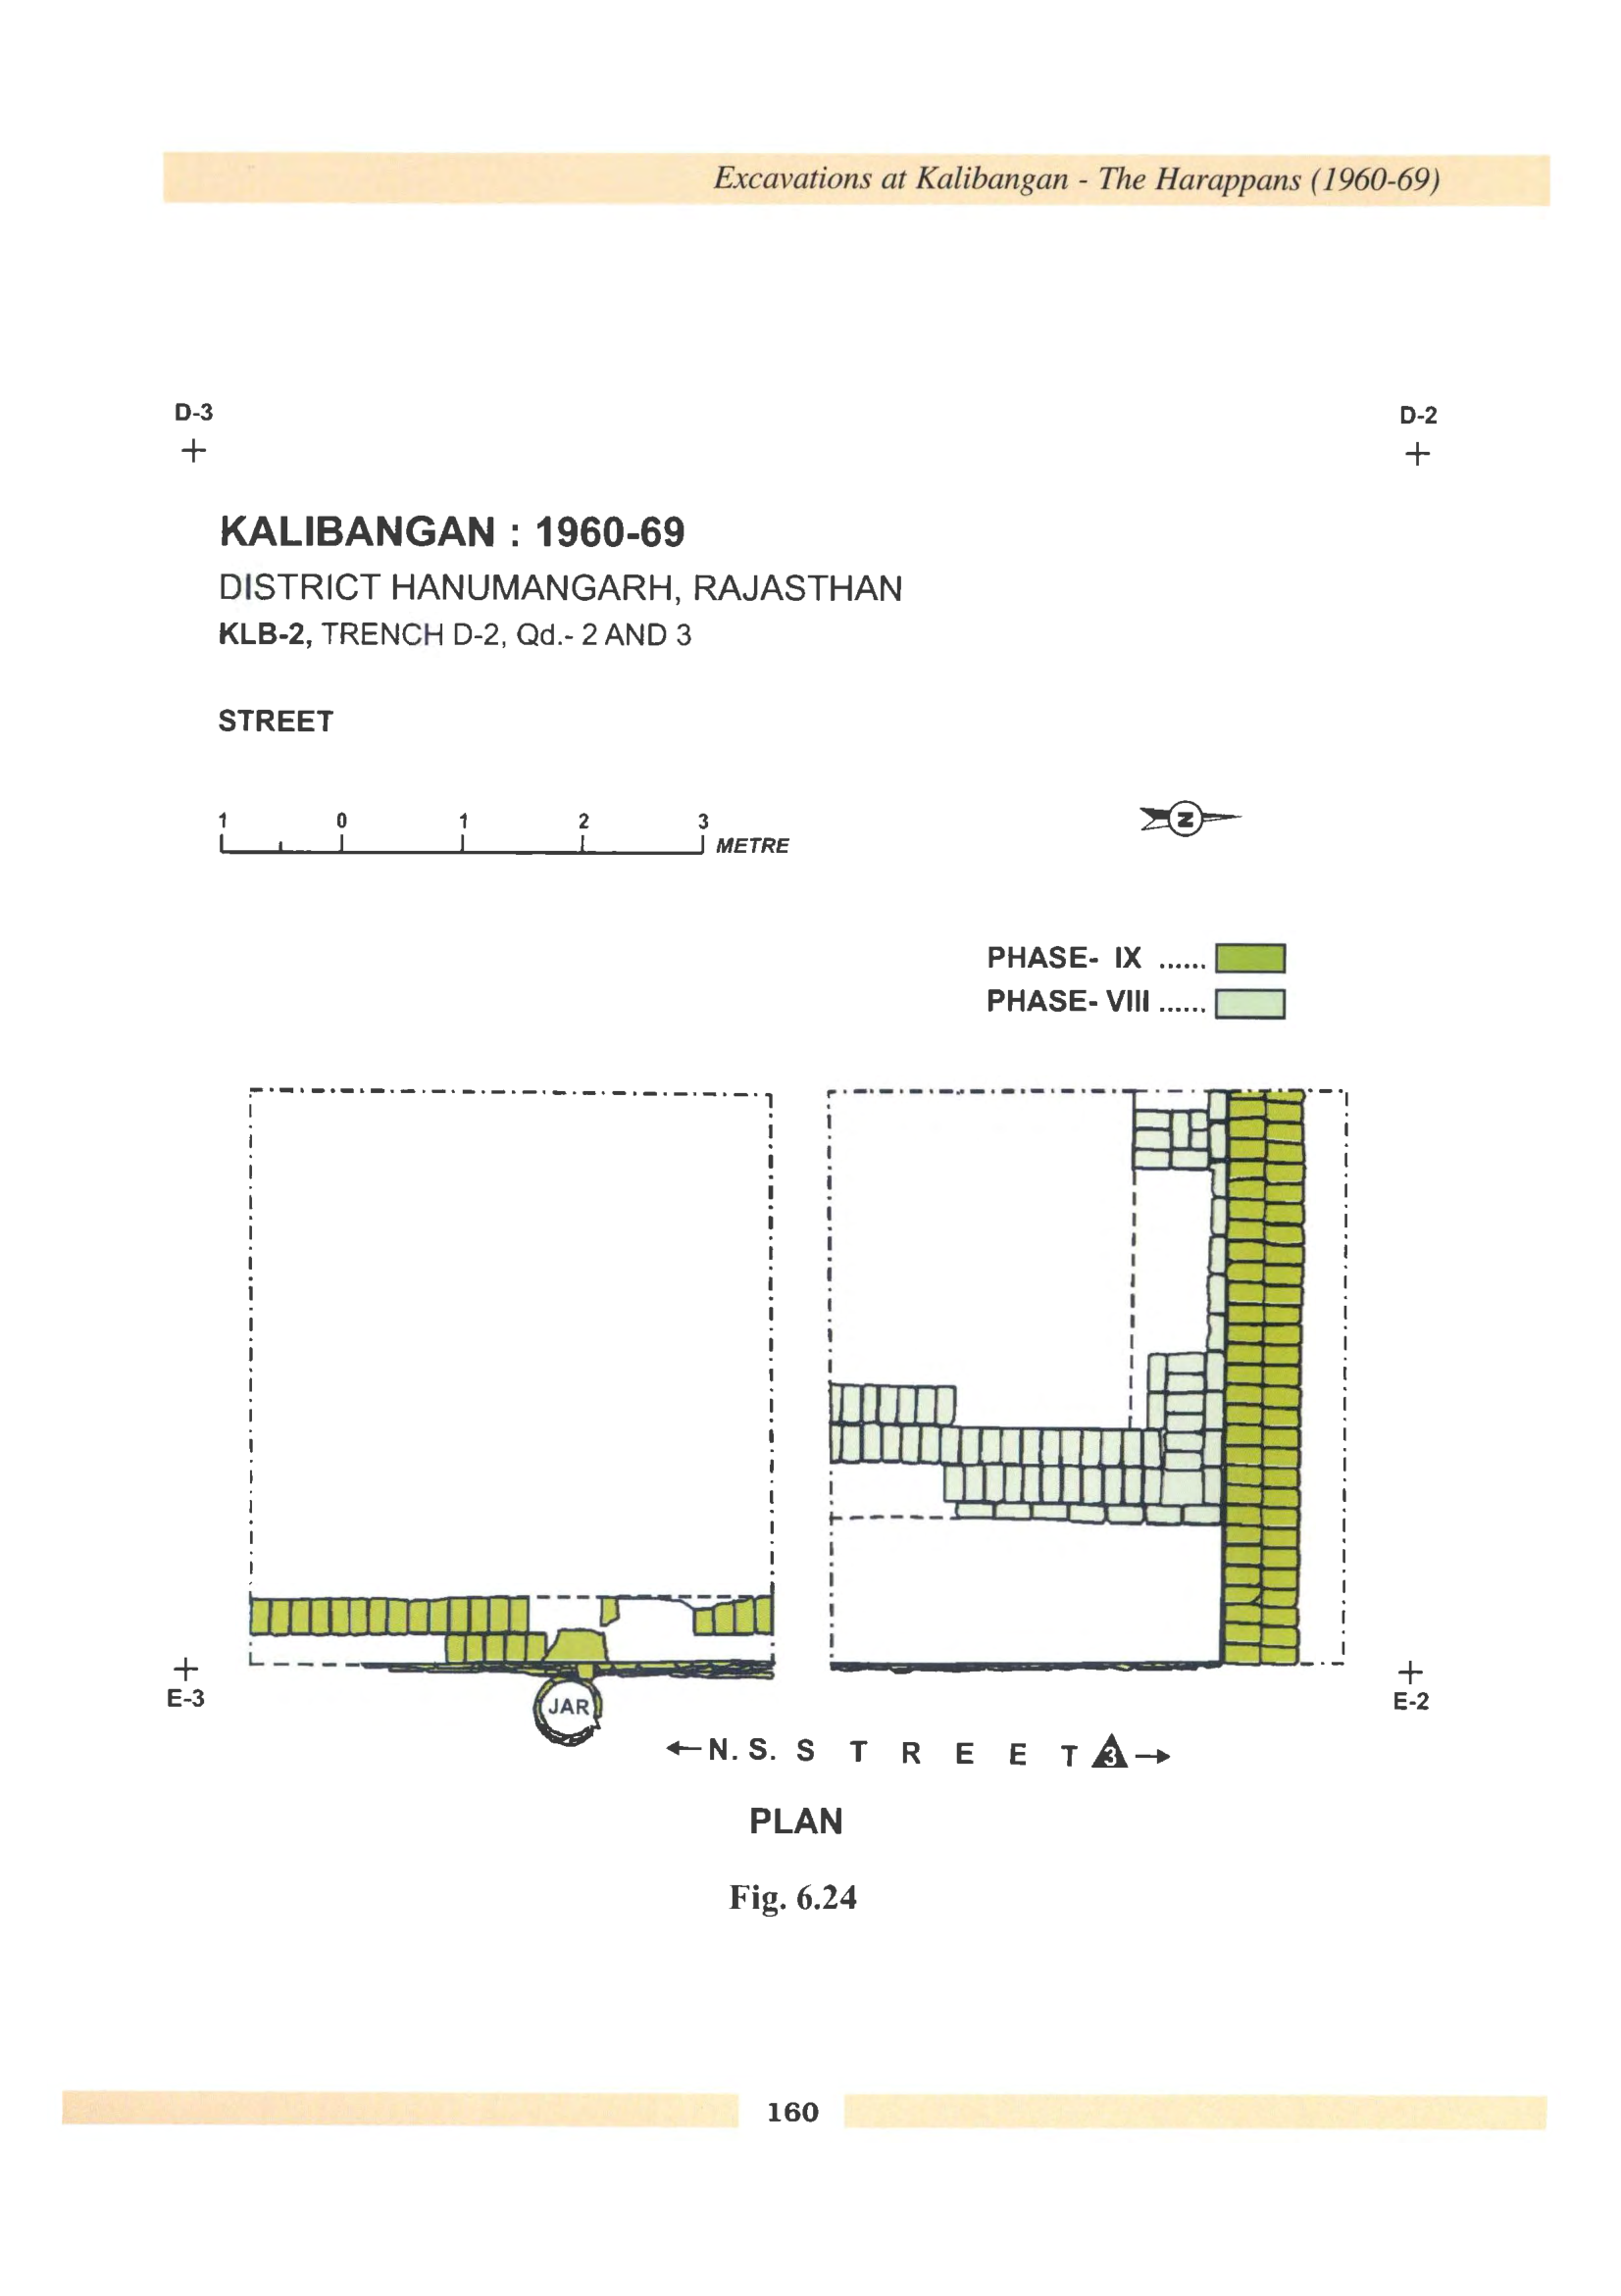 Excavations at Kalibangan - The Harappans (1960-69)
D-3
D-2
KALIBANGAN : 1960-69
DISTRICT HANUMANGARH, RAJASTHAN
KLB-2, TRENCH D-2, Qd.- 2 AND 3
STREET
1 0 1 2 3
METRE
N
PHASE- IX ......
PHASE- VIII ......
E-3
E-2
JAR
N. S. S T R E E T 3
PLAN
Fig. 6.24
160